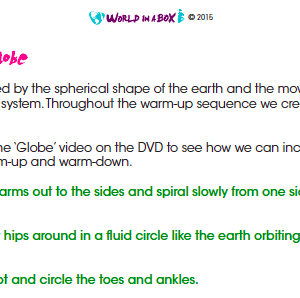 WORLD IN A BOX © 2015
lobe
ed by the spherical shape of the earth and the mov
system. Throughout the warm-up sequence we cre
he ‘Globe’ video on the DVD to see how we can inc
m-up and warm-down.
arms out to the sides and spiral slowly from one sid
hips around in a fluid circle like the earth orbiting
ot and circle the toes and ankles.